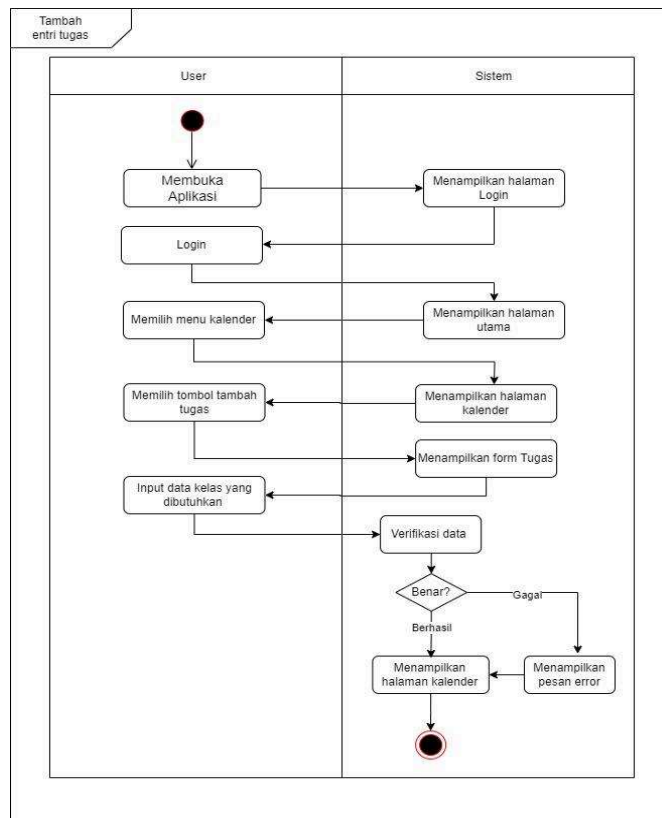 Tambah
entri tugas
User
Sistem
Membuka
Aplikasi
Menampilkan halaman
Login
Login
Memilih menu kalender
Menampilkan halaman
utama
Memilih tombol tambah
tugas
Menampilkan halaman
kalender
Menampilkan form Tugas
Input data kelas yang
dibutuhkan
Verifikasi data
Benar?
Gagal
Berhasil
Menampilkan
halaman kalender
Menampilkan
pesan error